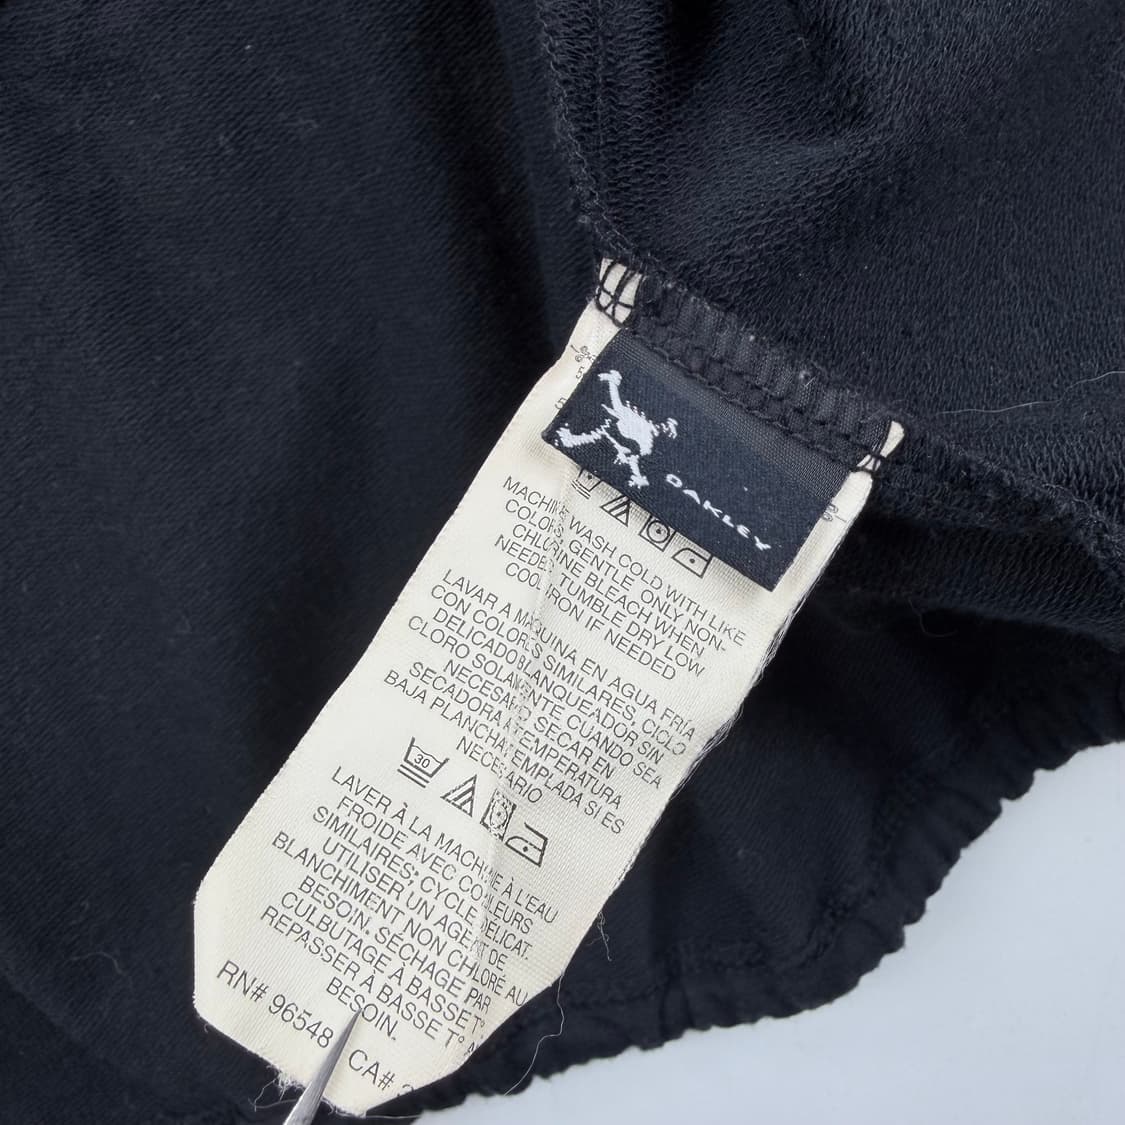 OAKLEY
MACHINE WASH COLD WITH LIKE
COLORS, GENTLE. ONLY NON-
CHLORINE BLEACH WHEN
NEEDED. TUMBLE DRY LOW
COOL IRON IF NEEDED
LAVAR A MÁQUINA EN AGUA FRÍA
CON COLORES SIMILARES, CICLO
DELICADO BLANQUEADOR SIN
CLORO SOLAMENTE CUANDO SEA
NECESARIO SECAR EN
SECADORA A TEMPERATURA
BAJA PLANCHA TEMPLADA SI ES
NECESARIO
30
LAVER À LA MACHINE À L'EAU
FROIDE AVEC COULEURS
SIMILAIRES; CYCLE DÉLICAT.
UTILISER UN AGENT DE
BLANCHIMENT NON CHLORÉ AU
BESOIN. SÉCHAGE PAR
CULBUTAGE À BASSE T°
REPASSER À BASSE T°
BESOIN.
RN# 96548 CA#